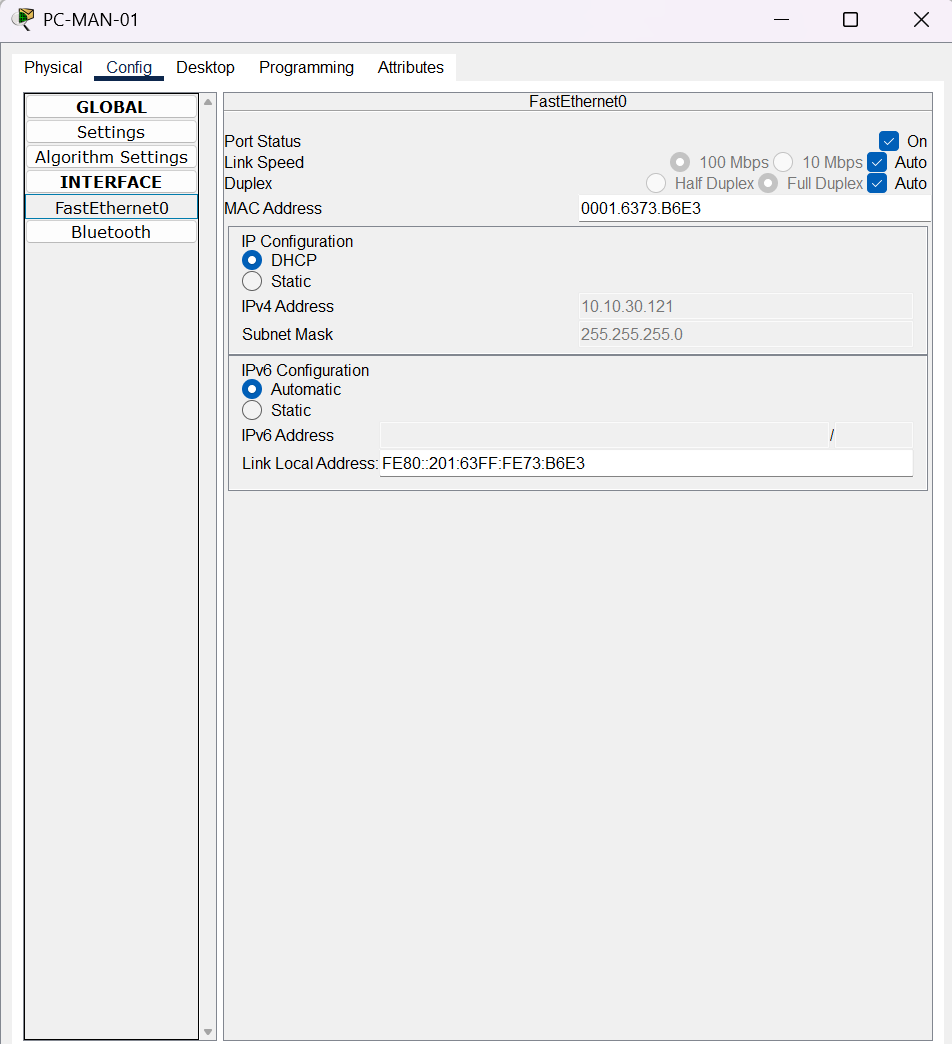 PC-MAN-01
Physical Config Desktop Programming Attributes
GLOBAL
Settings
Algorithm Settings
INTERFACE
FastEthernet0
Bluetooth
FastEthernet0
Port Status On
Link Speed 100 Mbps 10 Mbps Auto
Duplex Half Duplex Full Duplex Auto
MAC Address 0001.6373.B6E3
IP Configuration
DHCP
Static
IPv4 Address 10.10.30.121
Subnet Mask 255.255.255.0
IPv6 Configuration
Automatic
Static
IPv6 Address /
Link Local Address: FE80::201:63FF:FE73:B6E3